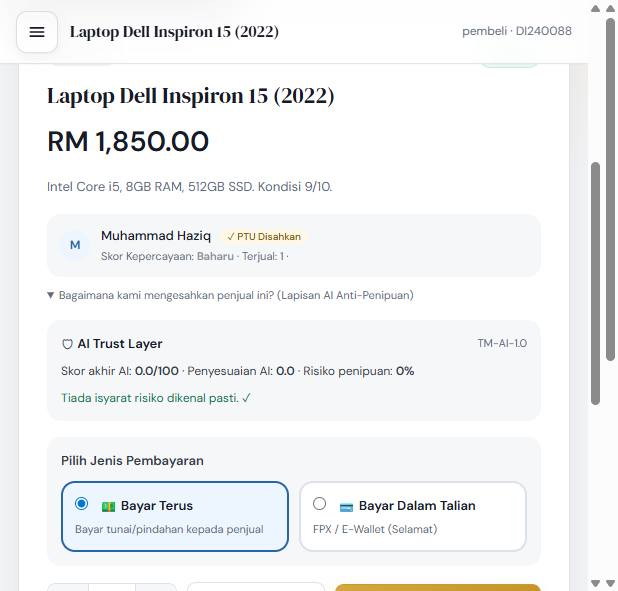 Laptop Dell Inspiron 15 (2022)
pembeli · DI240088
Laptop Dell Inspiron 15 (2022)
RM 1,850.00
Intel Core i5, 8GB RAM, 512GB SSD. Kondisi 9/10.
M
Muhammad Haziq ✓ PTU Disahkan
Skor Kepercayaan: Baharu · Terjual: 1 ·
▼ Bagaimana kami mengesahkan penjual ini? (Lapisan AI Anti-Penipuan)
AI Trust Layer
TM-AI-1.0
Skor akhir AI: 0.0/100 · Penyesuaian AI: 0.0 · Risiko penipuan: 0%
Tiada isyarat risiko dikenal pasti. ✓
Pilih Jenis Pembayaran
Bayar Terus
Bayar tunai/pindahan kepada penjual
Bayar Dalam Talian
FPX / E-Wallet (Selamat)